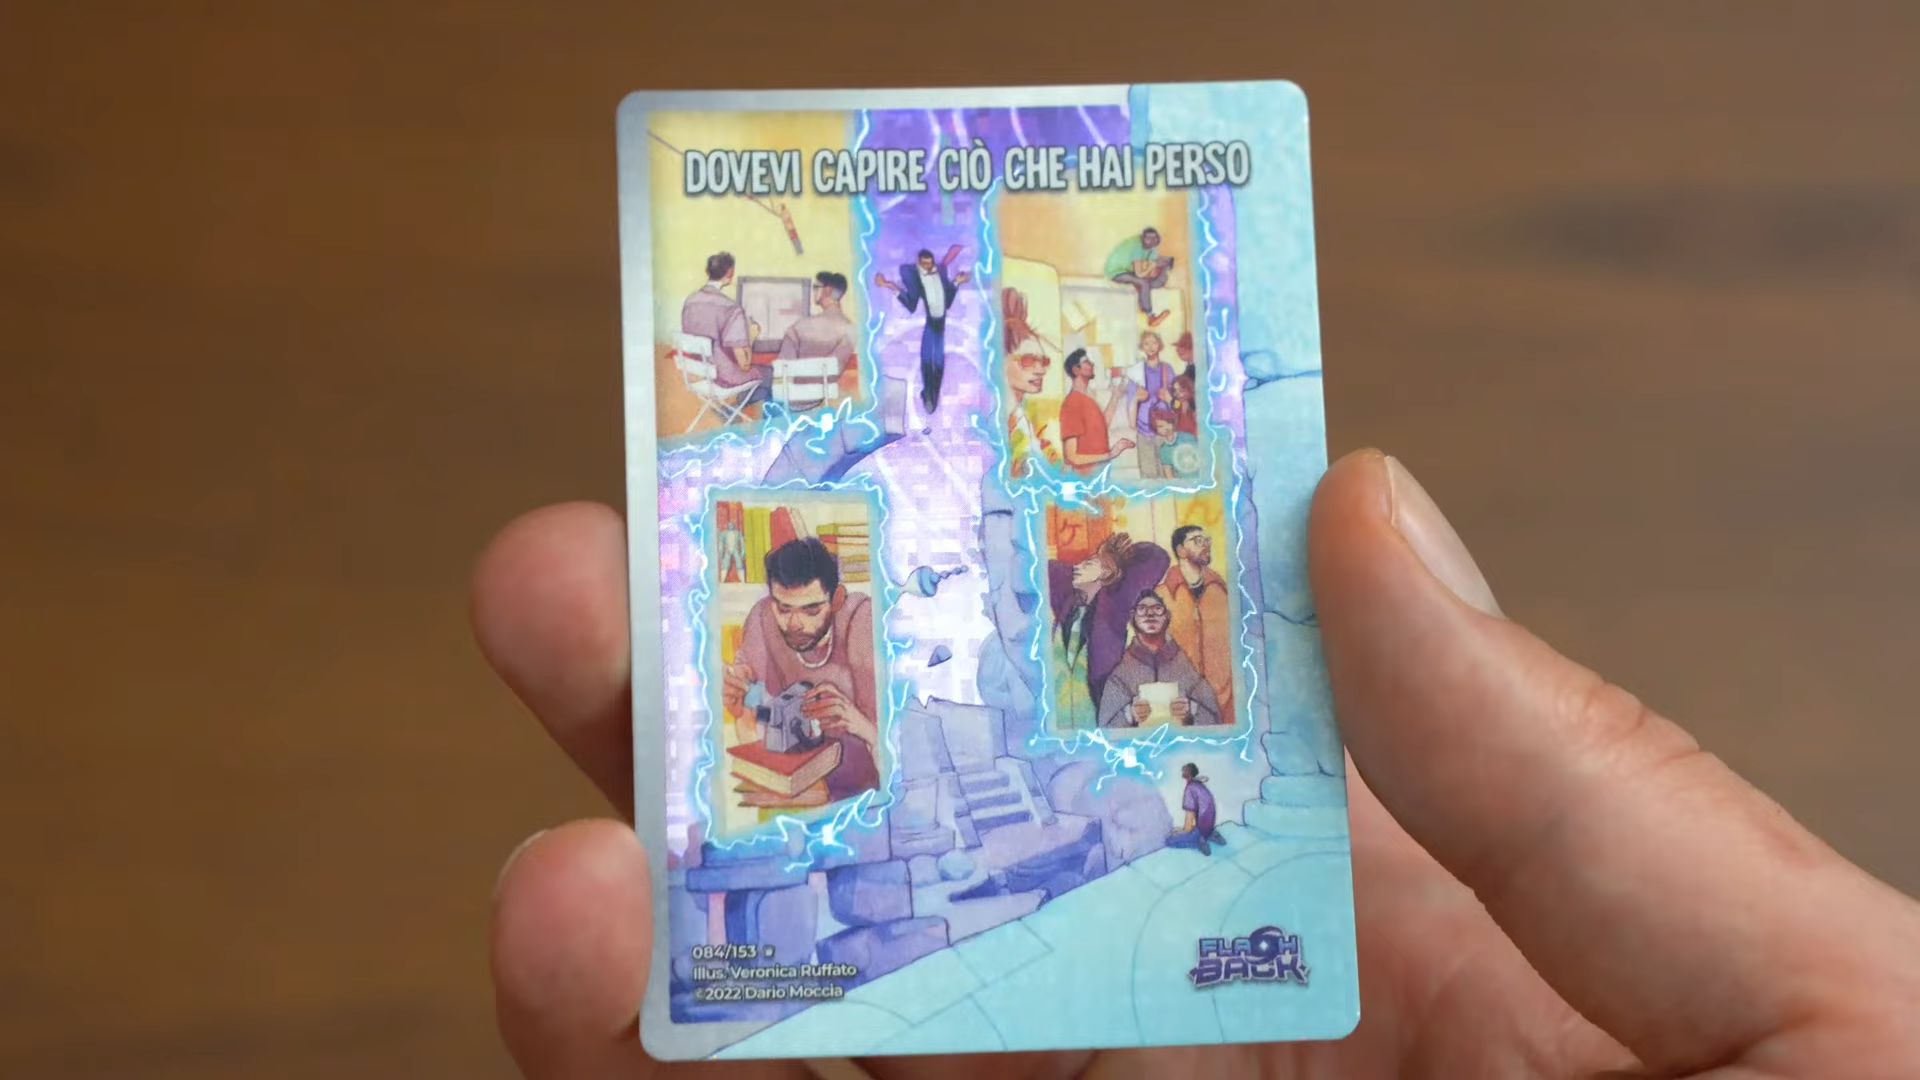 DOVEVI CAPIRE CIÒ CHE HAI PERSO
084/153
Illus. Veronica Ruffato
©2022 Dario Moccia
FLASH
BACK